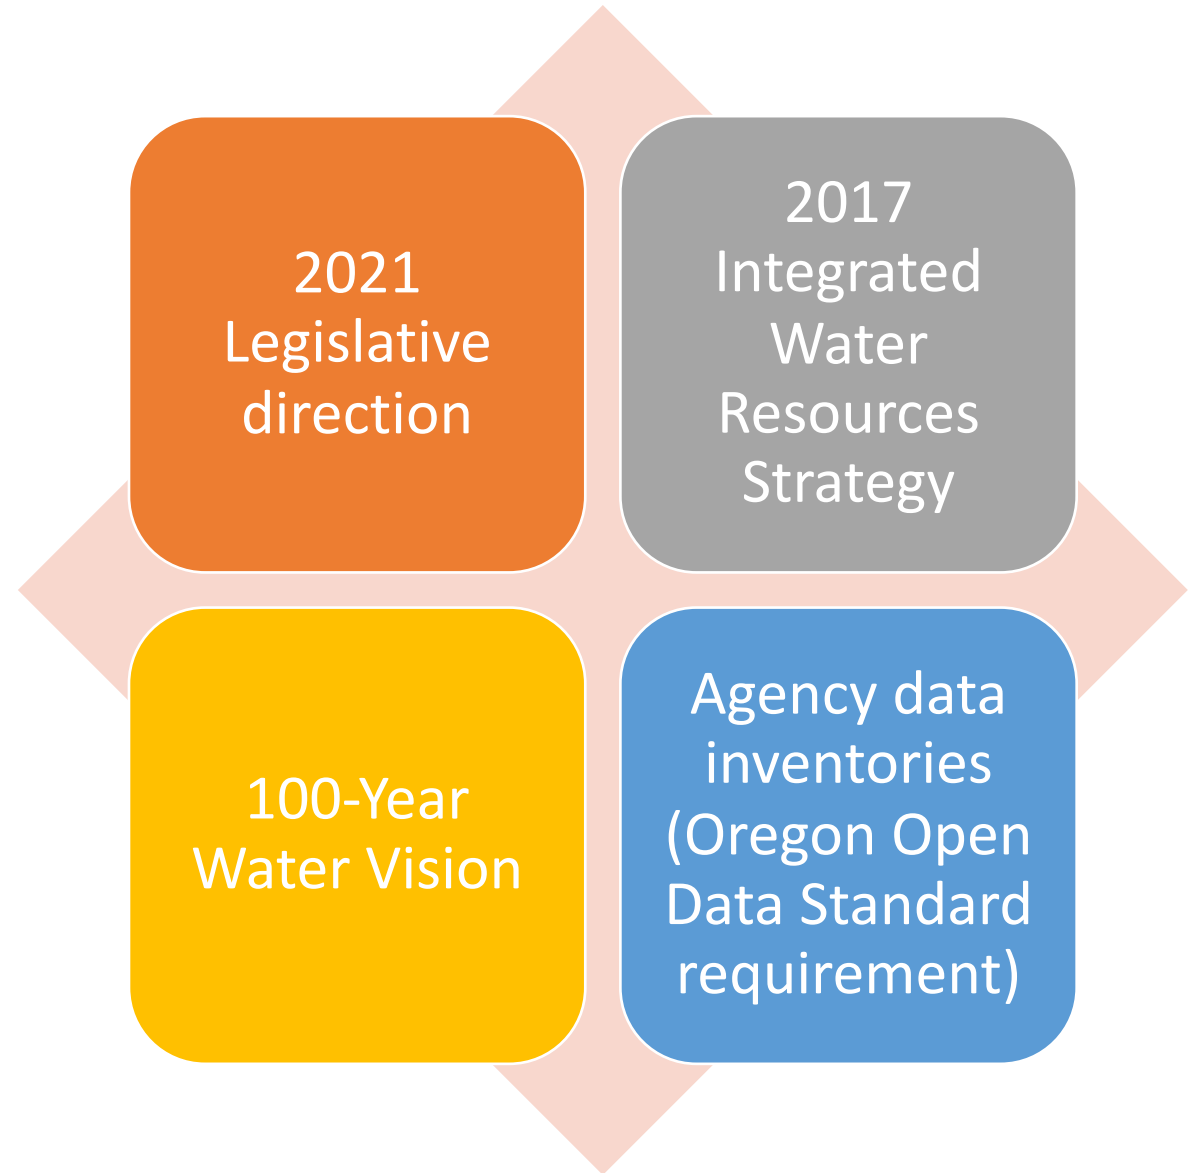 2021
Legislative
direction
2017
Integrated
Water
Resources
Strategy
100-Year
Water Vision
Agency data
inventories
(Oregon Open
Data Standard
requirement)